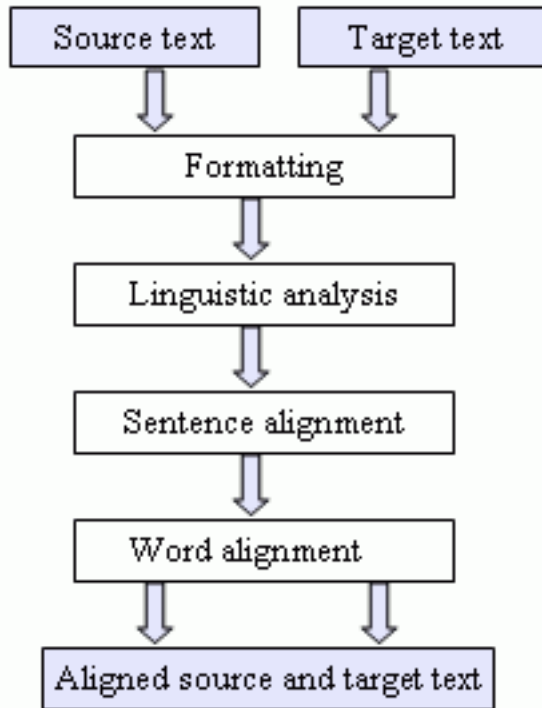 Source text
Target text
Formatting
Linguistic analysis
Sentence alignment
Word alignment
Aligned source and target text